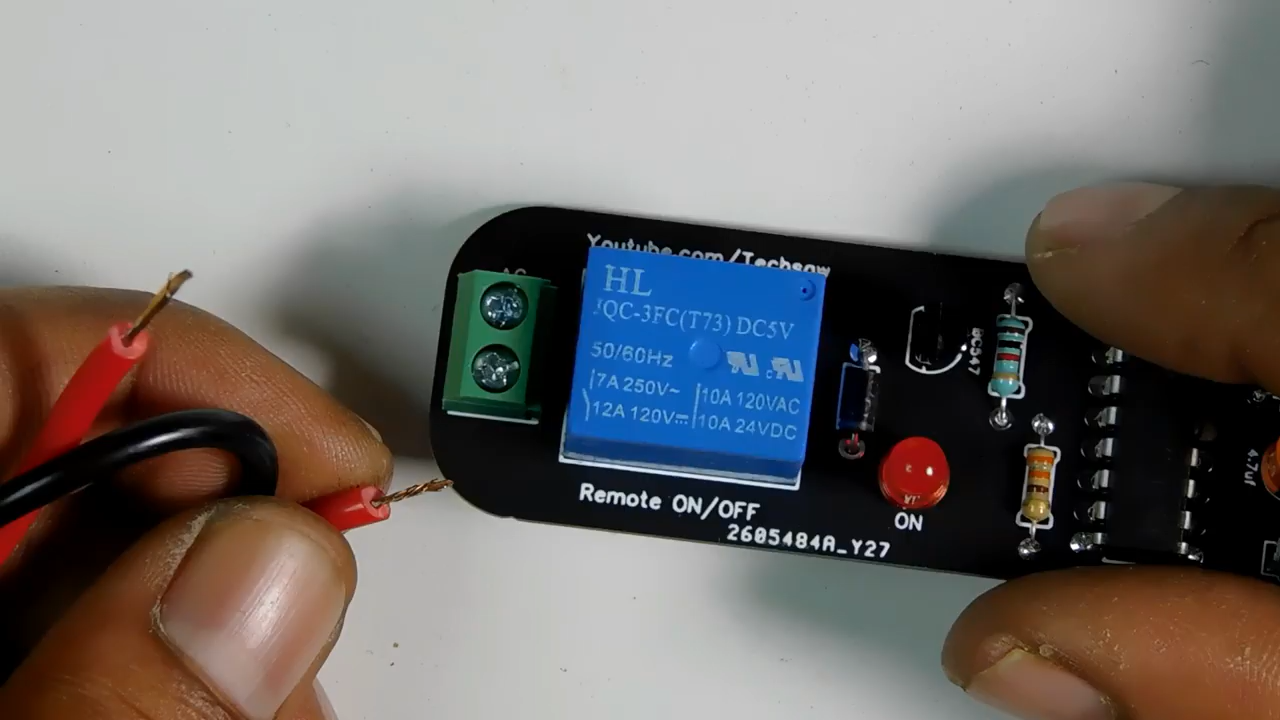 AC
Youtube.com/Techsaw
HL
JQC-3FC(T73) DC5V
50/60Hz
7A 250V~
12A 120V
10A 120VAC
10A 24VDC
Remote ON/OFF
2605484A_Y27
ON
BC547
4.7uf